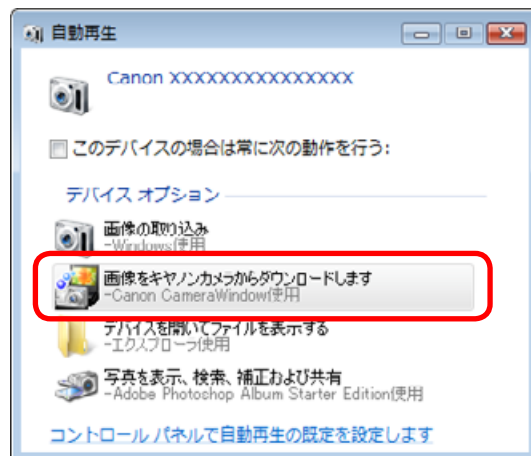 自動再生
Canon XXXXXXXXXXXXXXX
このデバイスの場合は常に次の動作を行う:
デバイス オプション
画像の取り込み
-Windows使用
画像をキヤノンカメラからダウンロードします
-Canon CameraWindow使用
デバイスを開いてファイルを表示する
-エクスプローラ使用
写真を表示、検索、補正および共有
-Adobe Photoshop Album Starter Edition使用
コントロール パネルで自動再生の既定を設定します